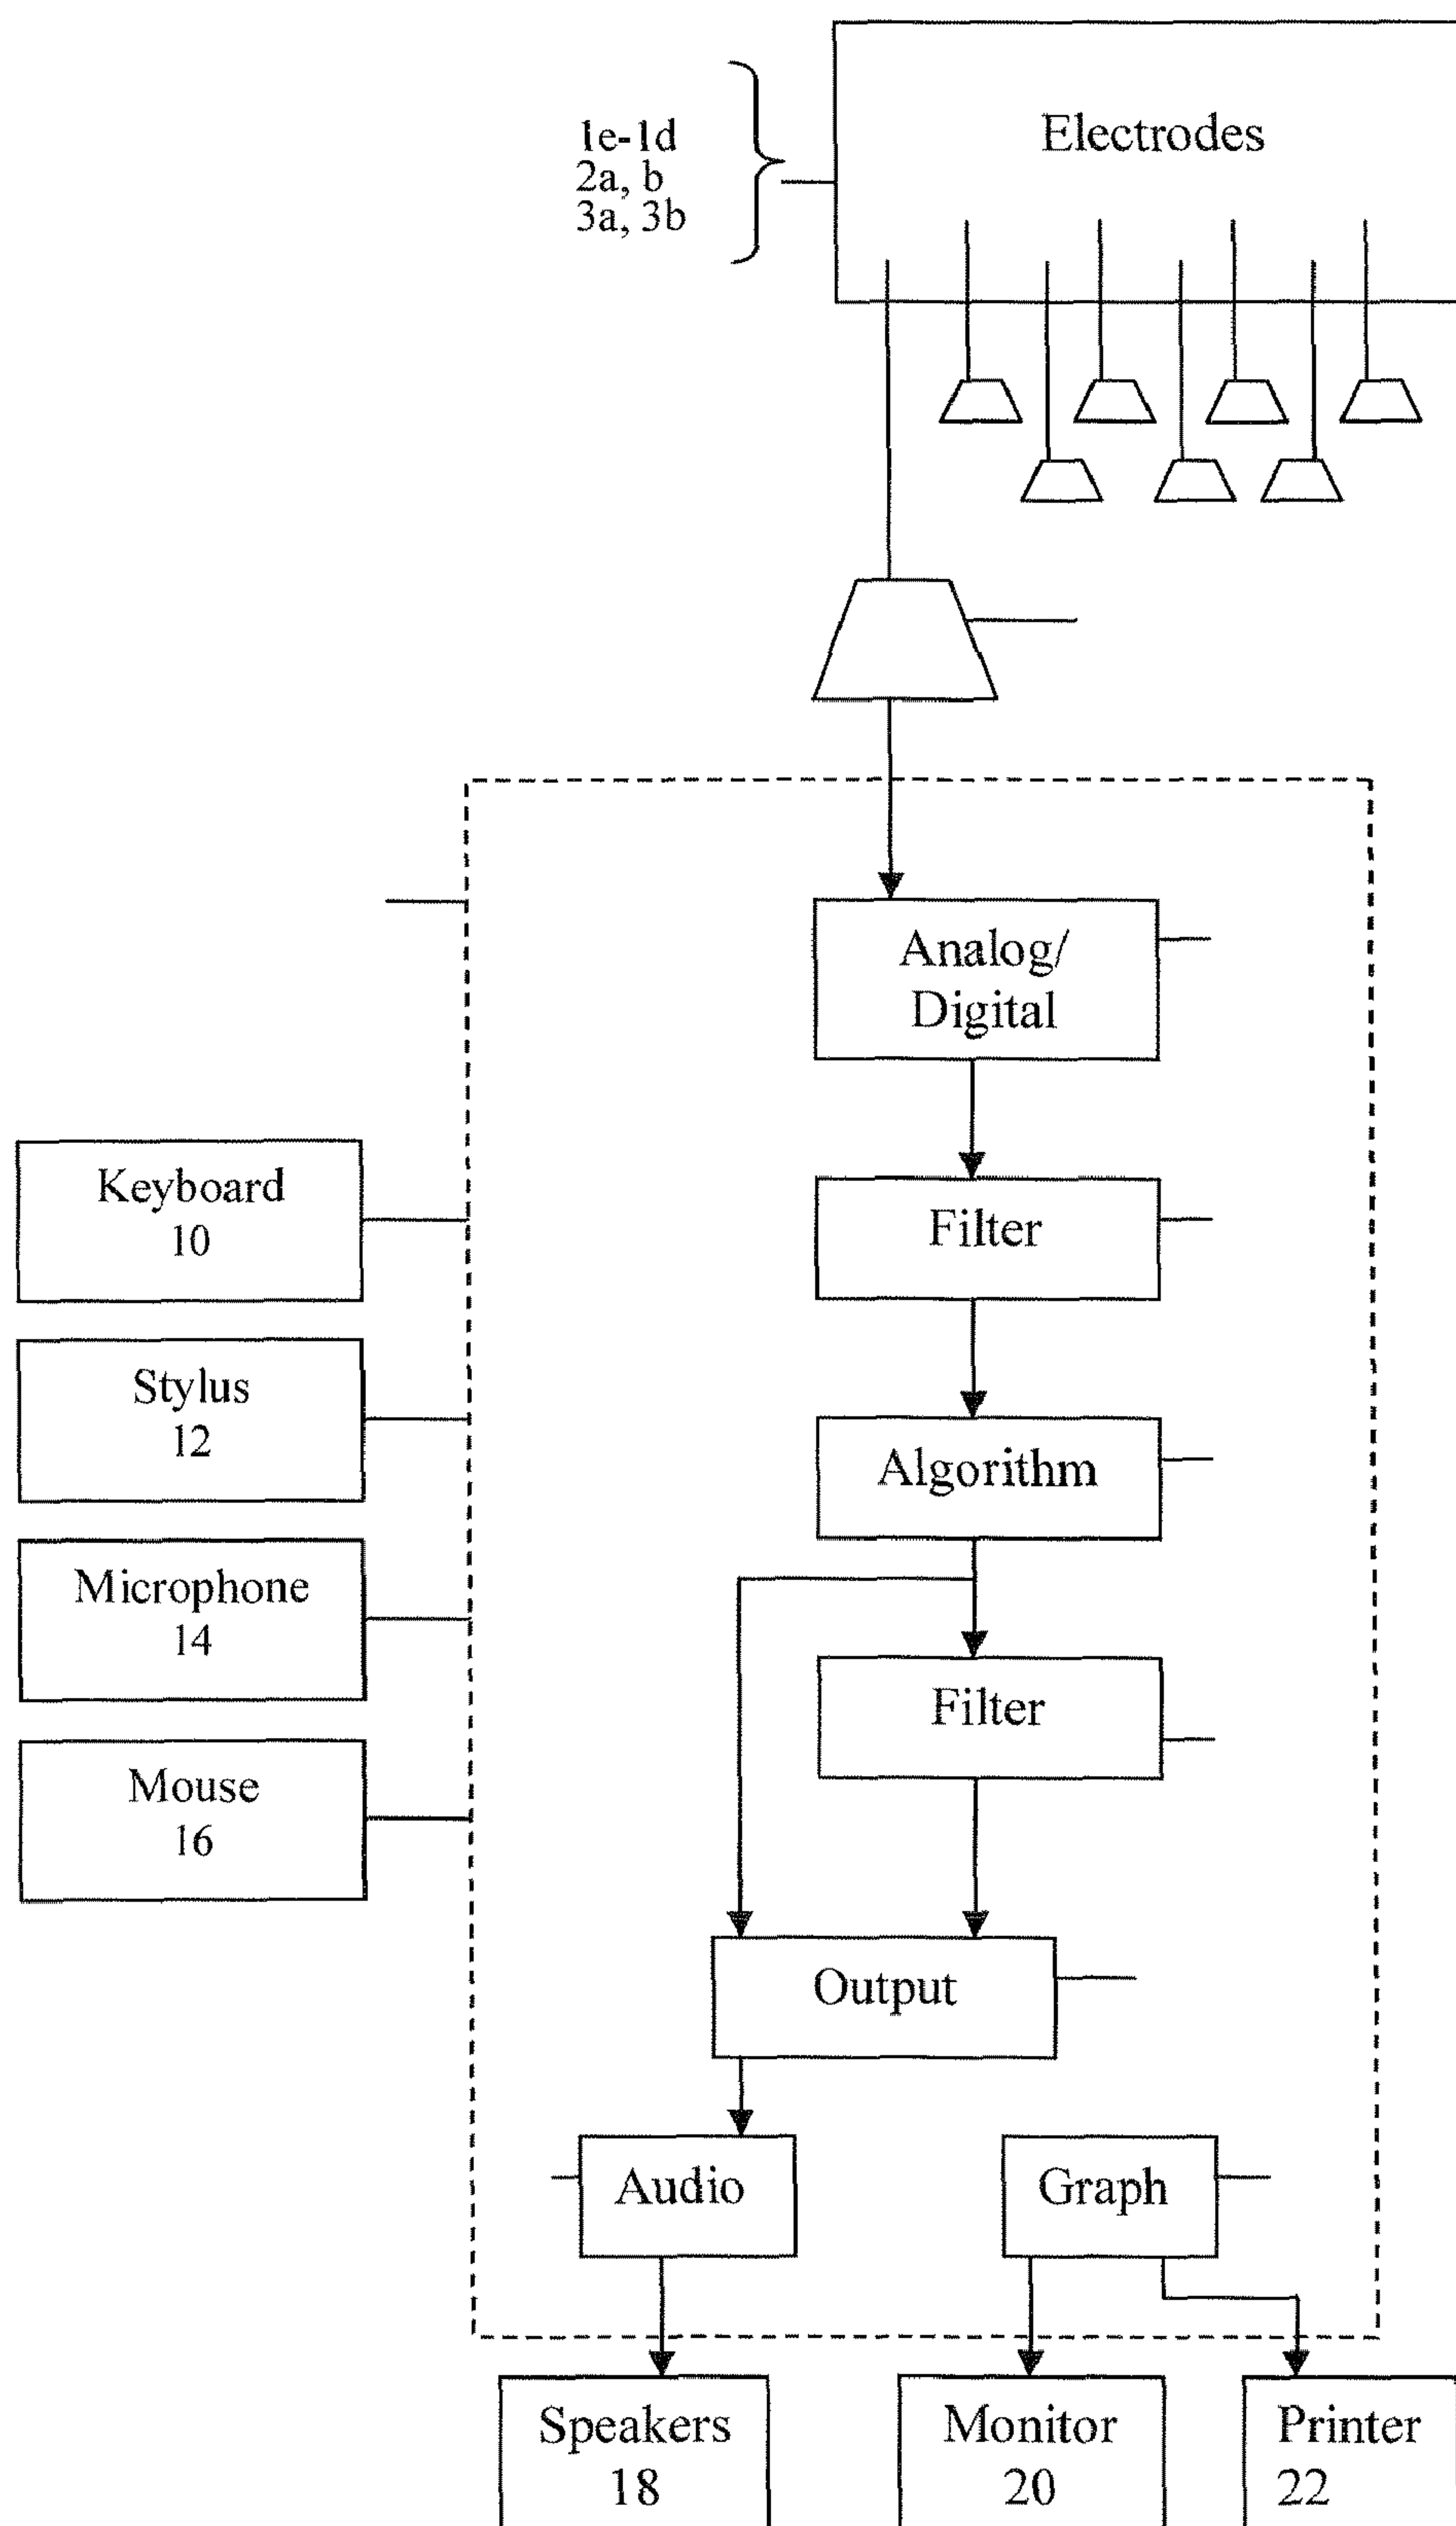 Electrodes
1e-1d
2a, b
3a, 3b
Analog/
Digital
Keyboard
10
Filter
Stylus
12
Algorithm
Microphone
14
Filter
Mouse
16
Output
Audio
Graph
Speakers
18
Monitor
20
Printer
22